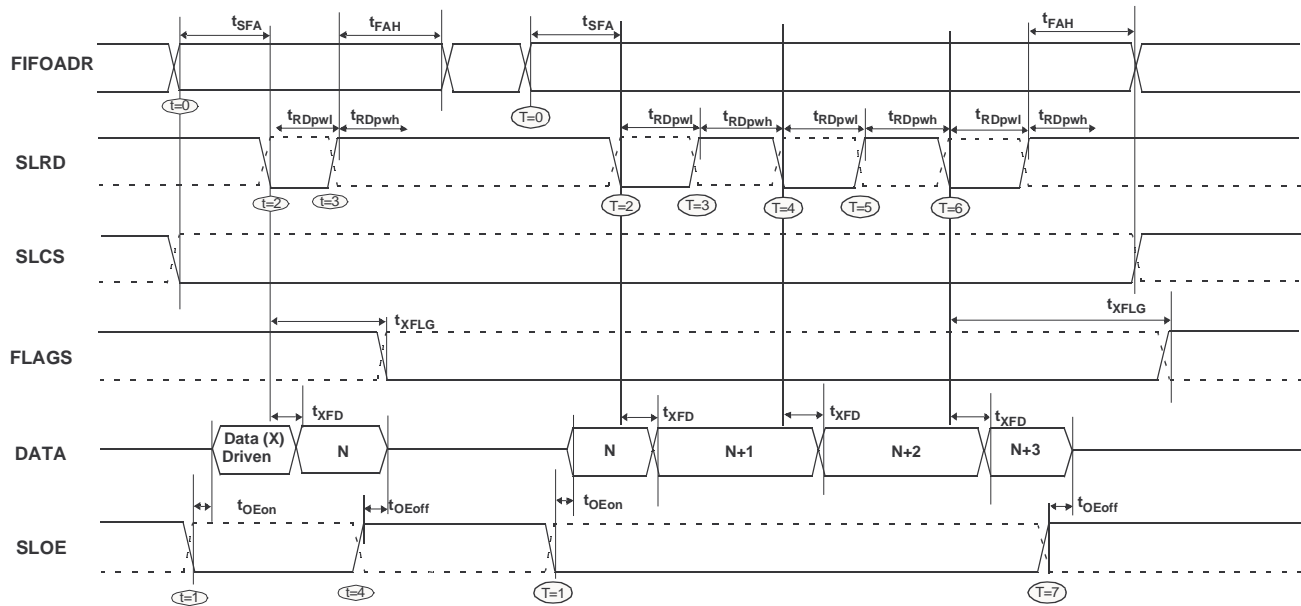 tSFA tFAH tSFA tFAH
FIFOADR
t=0 T=0
tRDpwl tRDpwh tRDpwl tRDpwh tRDpwl tRDpwh tRDpwl tRDpwh
SLRD
t=2 t=3 T=2 T=3 T=4 T=5 T=6
SLCS
tXFLG tXFLG
FLAGS
tXFD tXFD tXFD tXFD
DATA Data (X) Driven N N N+1 N+2 N+3
tOEon tOEoff tOEon tOEoff
SLOE
t=1 t=4 T=1 T=7